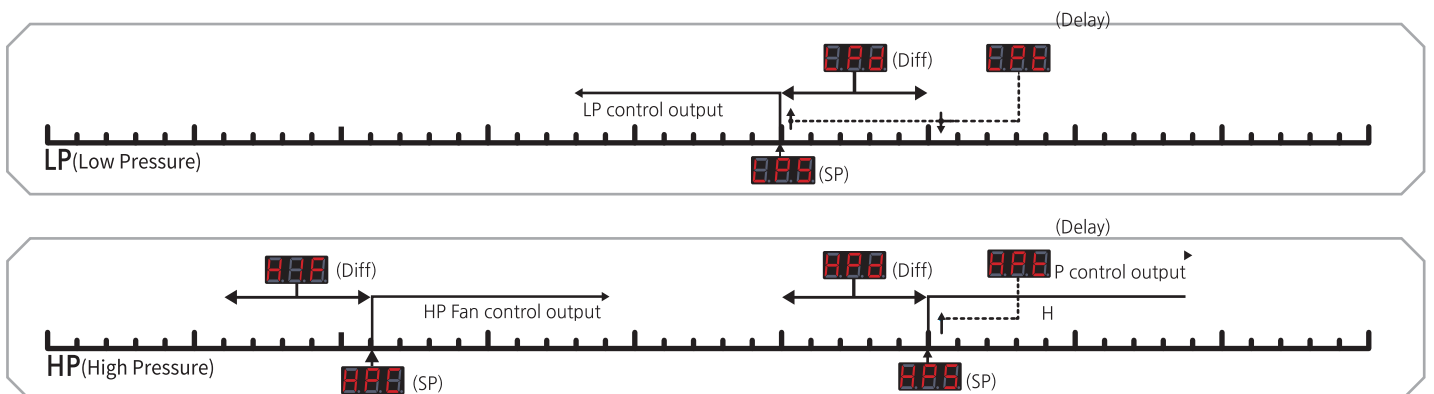 (Delay)
(Diff)
LP control output
LP(Low Pressure)
(SP)
(Delay)
(Diff)
(Diff)
P control output
HP Fan control output
H
HP(High Pressure)
(SP)
(SP)